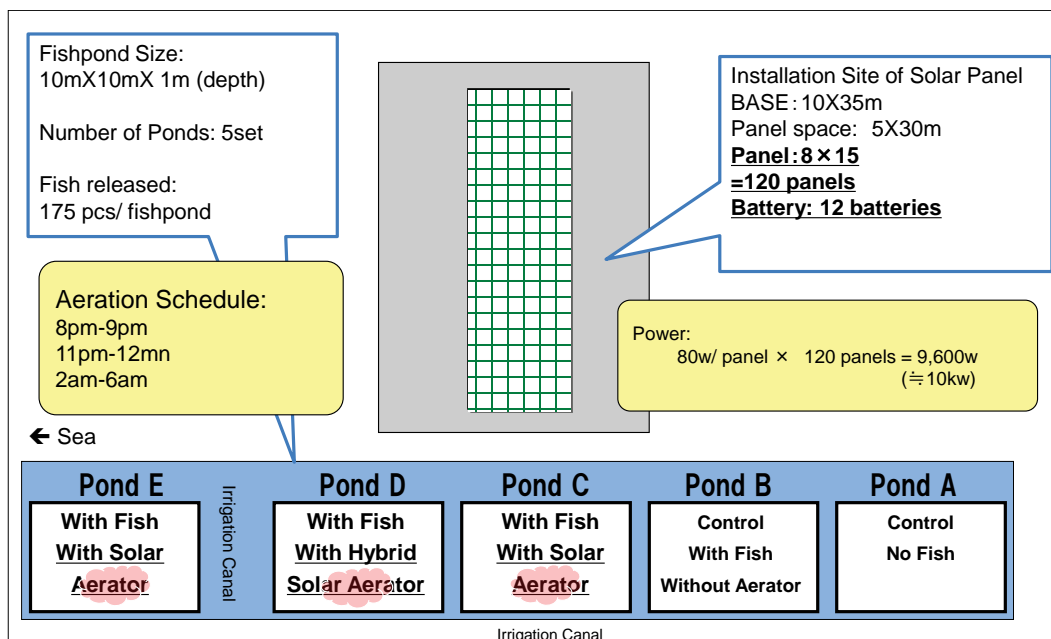 Fishpond Size:
10mX10mX 1m (depth)
Number of Ponds: 5set
Fish released:
175 pcs/ fishpond
Installation Site of Solar Panel
BASE：10X35m
Panel space: 5X30m
Panel：8×15
=120 panels
Battery: 12 batteries
Aeration Schedule:
8pm-9pm
11pm-12mn
2am-6am
Power:
80w/ panel × 120 panels = 9,600w
(≒10kw)
← Sea
Pond E
With Fish
With Solar
Aerator
Irrigation Canal
Pond D
With Fish
With Hybrid
Solar Aerator
Pond C
With Fish
With Solar
Aerator
Pond B
Control
With Fish
Without Aerator
Pond A
Control
No Fish
Irrigation Canal